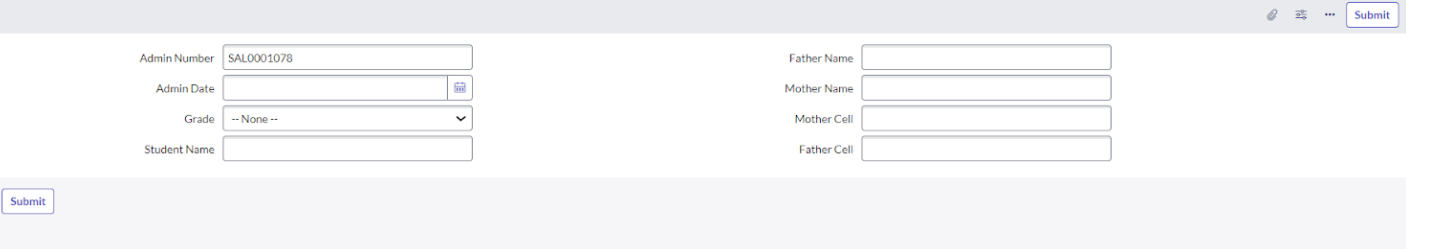 Submit
Admin Number SAL0001078
Admin Date
Grade -- None --
Student Name
Father Name
Mother Name
Mother Cell
Father Cell
Submit